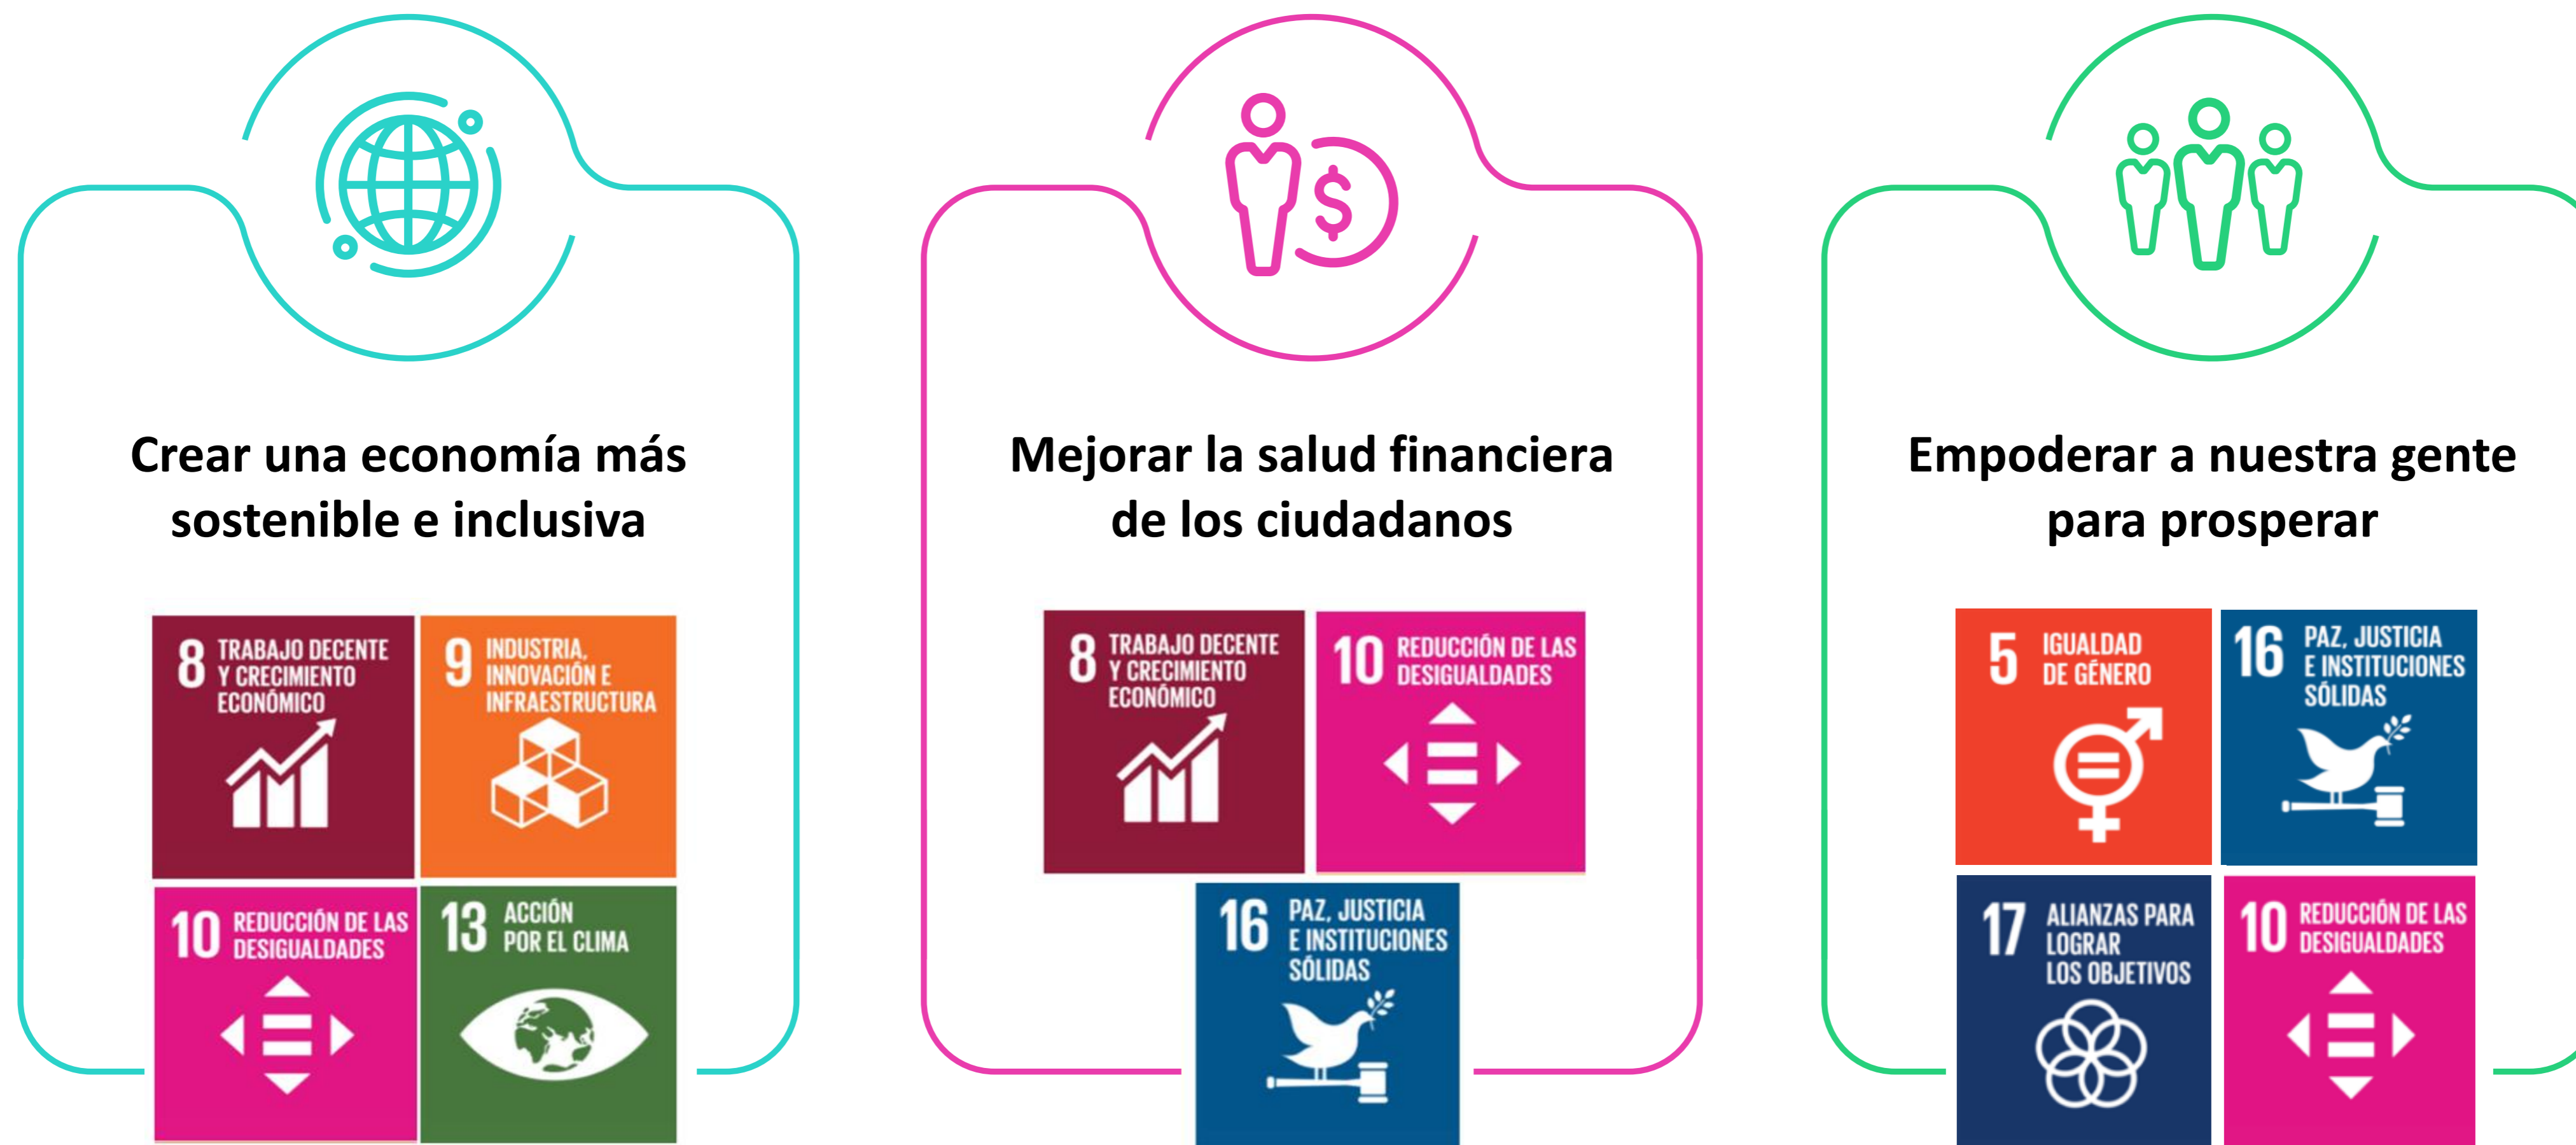 Crear una economía más
sostenible e inclusiva
8 TRABAJO DECENTE
Y CRECIMIENTO
ECONÓMICO
9 INDUSTRIA,
INNOVACIÓN E
INFRAESTRUCTURA
10 REDUCCIÓN DE LAS
DESIGUALDADES
13 ACCIÓN
POR EL CLIMA
$
Mejorar la salud financiera
de los ciudadanos
8 TRABAJO DECENTE
Y CRECIMIENTO
ECONÓMICO
10 REDUCCIÓN DE LAS
DESIGUALDADES
16 PAZ, JUSTICIA
E INSTITUCIONES
SÓLIDAS
Empoderar a nuestra gente
para prosperar
5 IGUALDAD
DE GÉNERO
16 PAZ, JUSTICIA
E INSTITUCIONES
SÓLIDAS
17 ALIANZAS PARA
LOGRAR
LOS OBJETIVOS
10 REDUCCIÓN DE LAS
DESIGUALDADES